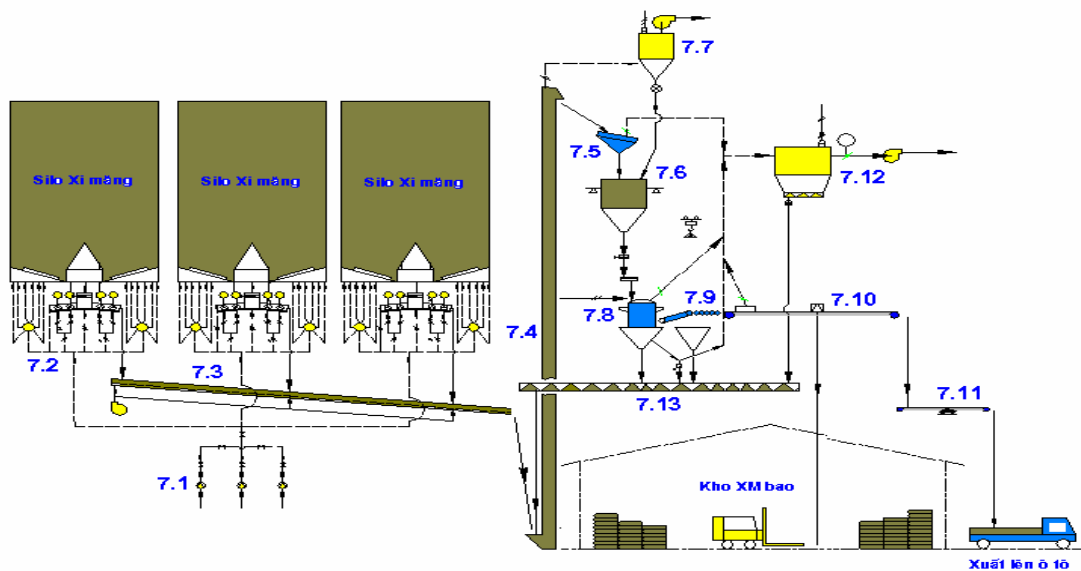 7.7
Silo Xi măng
Silo Xi măng
Silo Xi măng
7.5
7.6
7.12
7.2
7.3
7.4
7.8
7.9
7.10
7.13
7.11
7.1
Kho XM bao
Xuất lên ô tô